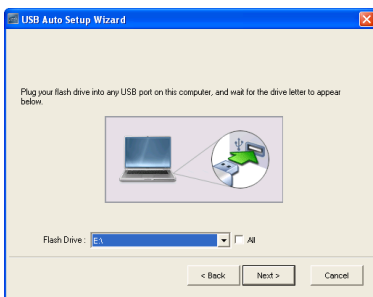 USB Auto Setup Wizard
Plug your flash drive into any USB port on this computer, and wait for the drive letter to appear
below.
Flash Drive : E:\ All
< Back Next > Cancel